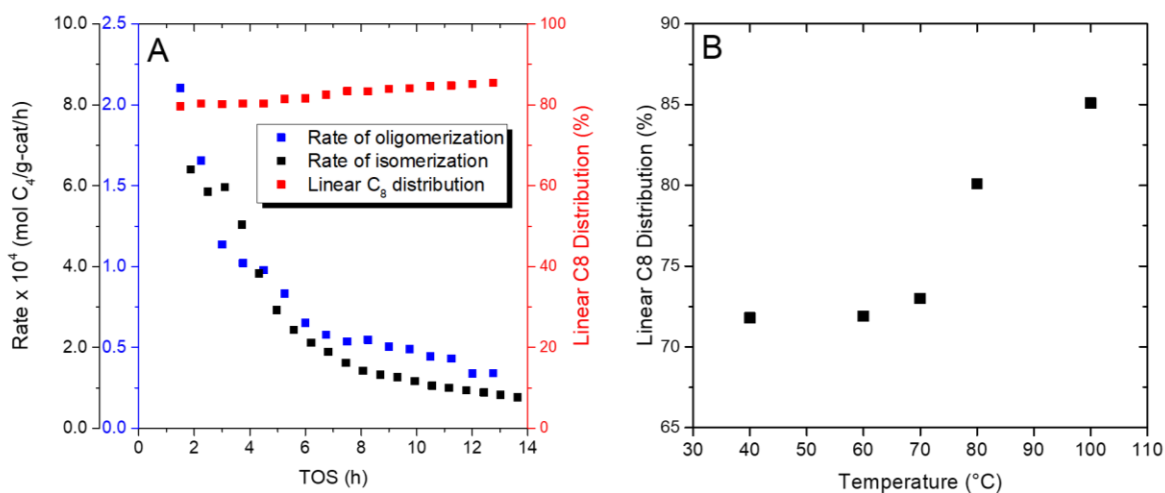 A
Rate x 10⁴ (mol C₄/g-cat/h)
10.0
8.0
6.0
4.0
2.0
0.0
2.5
2.0
1.5
1.0
0.5
0.0
Rate of oligomerization
Rate of isomerization
Linear C₈ distribution
100
80
60
40
20
0
Linear C8 Distribution (%)
0 2 4 6 8 10 12 14
TOS (h)
B
Linear C8 Distribution (%)
90
85
80
75
70
65
30 40 50 60 70 80 90 100 110
Temperature (°C)